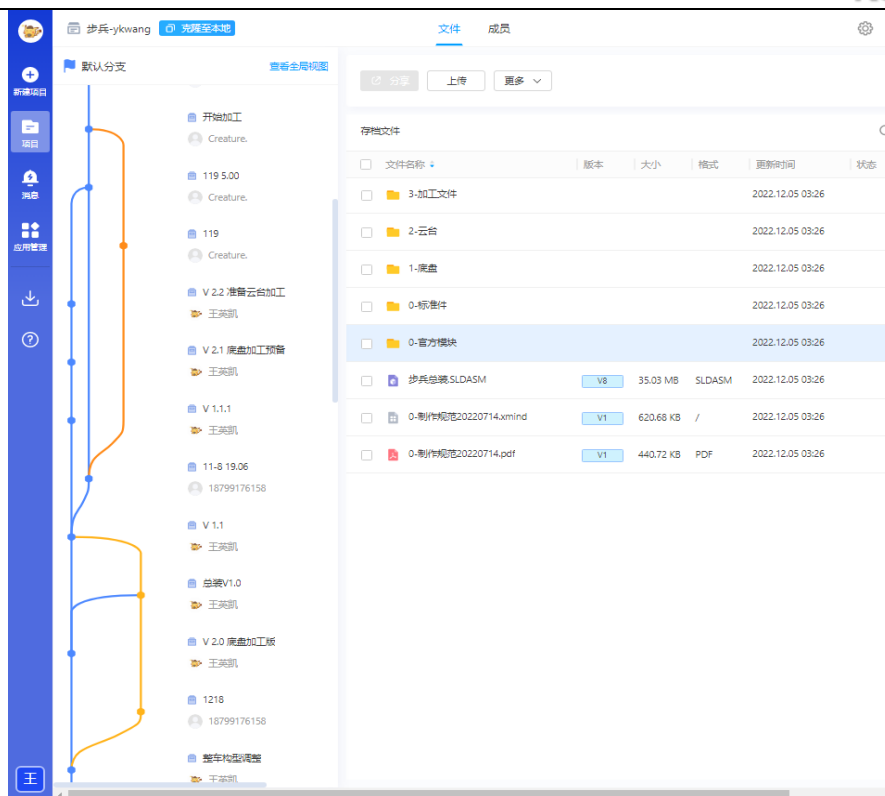 步兵-ykwang
克隆至本地
文件
成员
新建项目
项目
消息
应用管理
王
默认分支
查看全局视图
开始加工
Creature.
119 5.00
Creature.
119
Creature.
V 2.2 准备云台加工
王英凯
V 2.1 底盘加工预备
王英凯
V 1.1.1
王英凯
11-8 19.06
18799176158
V 1.1
王英凯
总装V1.0
王英凯
V 2.0 底盘加工版
王英凯
1218
18799176158
整车构型调整
王英凯
分享
上传
更多
存档文件
文件名称 版本 大小 格式 更新时间 状态
3-加工文件 2022.12.05 03:26
2-云台 2022.12.05 03:26
1-底盘 2022.12.05 03:26
0-标准件 2022.12.05 03:26
0-官方模块 2022.12.05 03:26
步兵总装.SLDASM V8 35.03 MB SLDASM 2022.12.05 03:26
0-制作规范20220714.xmind V1 620.68 KB / 2022.12.05 03:26
0-制作规范20220714.pdf V1 440.72 KB PDF 2022.12.05 03:26